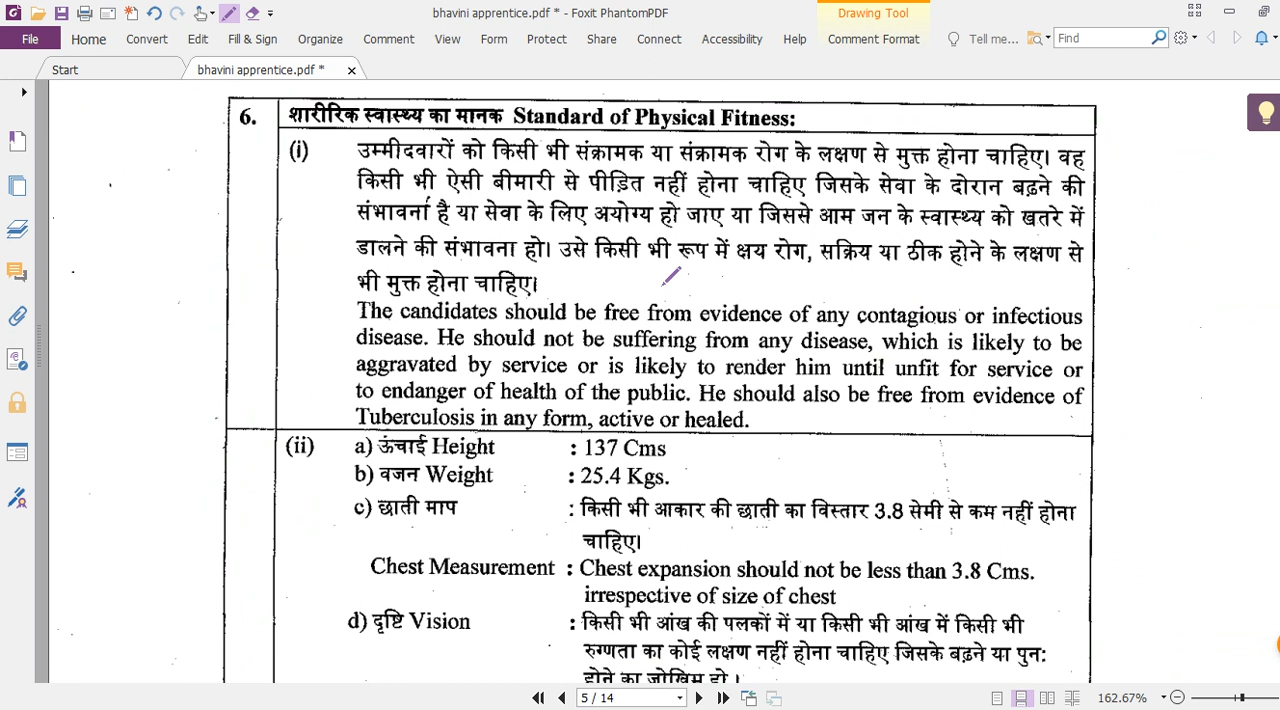 bhavini apprentice.pdf * - Foxit PhantomPDF
Drawing Tool
File Home Convert Edit Fill & Sign Organize Comment View Form Protect Share Connect Accessibility Help Comment Format Tell me... Find
Start bhavini apprentice.pdf *
6. शारीरिक स्वास्थ्य का मानक Standard of Physical Fitness:
(i) उम्मीदवारों को किसी भी संक्रामक या संक्रामक रोग के लक्षण से मुक्त होना चाहिए। वह
किसी भी ऐसी बीमारी से पीड़ित नहीं होना चाहिए जिसके सेवा के दोरान बढ़ने की
संभावना है या सेवा के लिए अयोग्य हो जाए या जिससे आम जन के स्वास्थ्य को खतरे में
डालने की संभावना हो। उसे किसी भी रूप में क्षय रोग, सक्रिय या ठीक होने के लक्षण से
भी मुक्त होना चाहिए।
The candidates should be free from evidence of any contagious or infectious
disease. He should not be suffering from any disease, which is likely to be
aggravated by service or is likely to render him until unfit for service or
to endanger of health of the public. He should also be free from evidence of
Tuberculosis in any form, active or healed.
(ii) a) ऊंचाई Height : 137 Cms
b) वजन Weight : 25.4 Kgs.
c) छाती माप : किसी भी आकार की छाती का विस्तार 3.8 सेमी से कम नहीं होना
चाहिए।
Chest Measurement : Chest expansion should not be less than 3.8 Cms.
irrespective of size of chest
d) दृष्टि Vision : किसी भी आंख की पलकों में या किसी भी आंख में किसी भी
रुग्णता का कोई लक्षण नहीं होना चाहिए जिसके बढ़ने या पुन:
होने का जोखिम हो।
5 / 14 162.67%